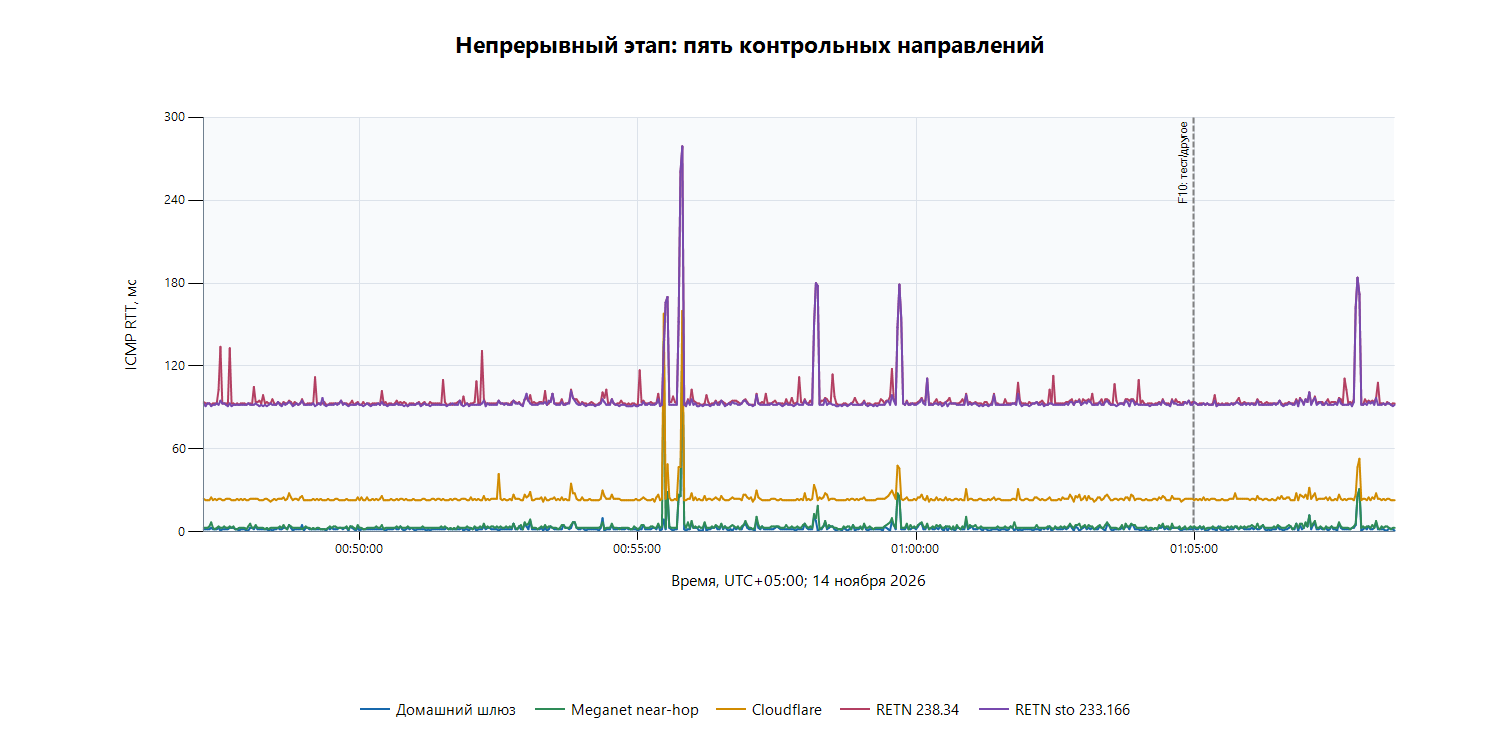 Непрерывный этап: пять контрольных направлений
300
240
180
120
60
0
ICMP RTT, мс
F10: тест/другое
00:50:00
00:55:00
01:00:00
01:05:00
Время, UTC+05:00; 14 ноября 2026
Домашний шлюз
Meganet near-hop
Cloudflare
RETN 238.34
RETN sto 233.166